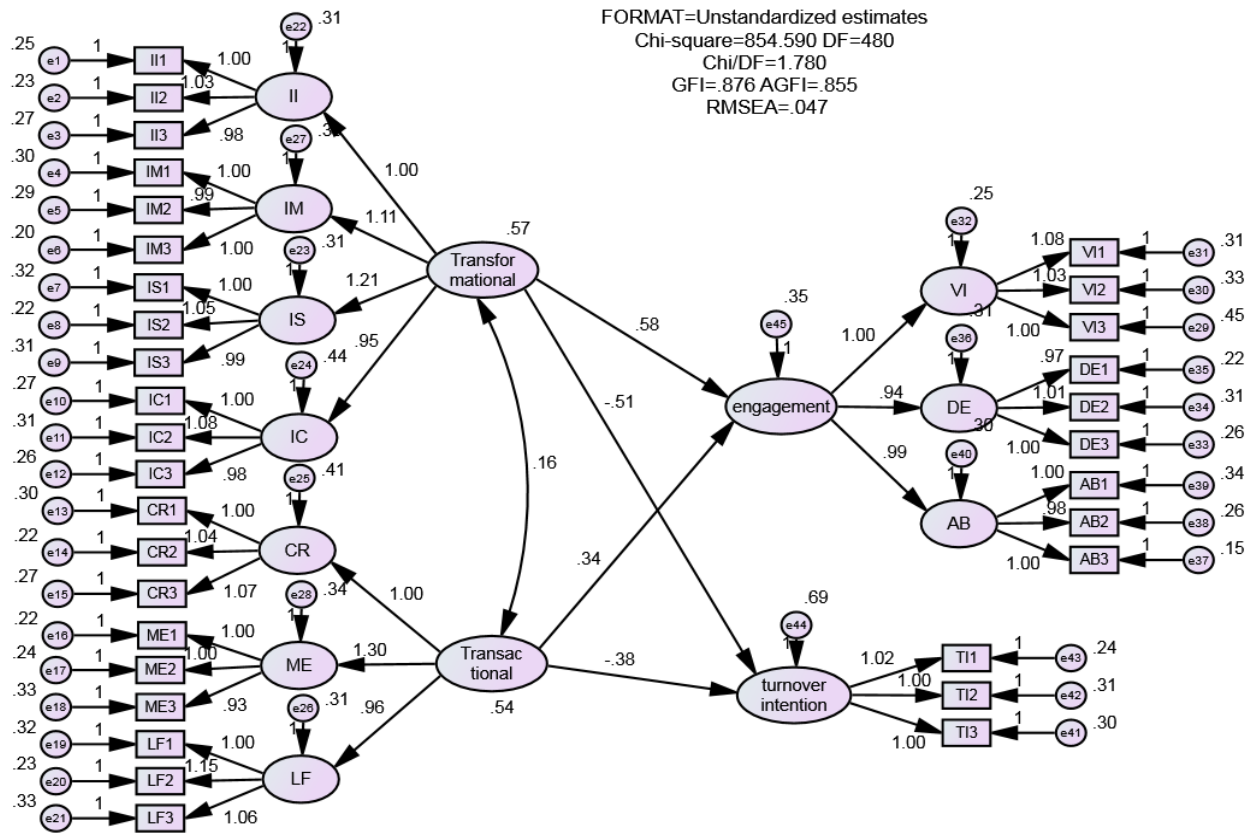 FORMAT=Unstandardized estimates
Chi-square=854.590 DF=480
Chi/DF=1.780
GFI=.876 AGFI=.855
RMSEA=.047
.31
e22
1
.25
e1
1
II1
1.00
.23
e2
1
II2
1.03
II
.27
e3
1
II3
.98
e27
1
.30
e4
1
IM1
1.00
.29
e5
1
IM2
.99
IM
.20
e6
1
IM3
1.00
e23
.31
1
.32
e7
1
IS1
1.00
.22
e8
1
IS2
1.05
IS
.31
e9
1
IS3
.99
e24
.44
1
.27
e10
1
IC1
1.00
.31
e11
1
IC2
1.08
IC
.26
e12
1
IC3
.98
e25
.41
1
.30
e13
1
CR1
1.00
.22
e14
1
CR2
1.04
CR
.27
e15
1
CR3
1.07
e28
.34
1
.22
e16
1
ME1
1.00
.24
e17
1
ME2
1.00
ME
.33
e18
1
ME3
.93
e26
.31
1
.32
e19
1
LF1
1.00
.23
e20
1
LF2
1.15
LF
.33
e21
1
LF3
1.06
1.00
1.11
1.21
.95
.57
Transfor
mational
.16
1.00
1.30
.96
Transac
tional
.54
.58
-.51
.34
-.38
.35
e45
1
engagement
1.00
.94
.99
.69
e44
1
turnover
intention
.25
e32
1
VI
1.08
VI1
1
e31
.31
1.03
VI2
1
e30
.33
1.00
VI3
1
e29
.45
.31
e36
1
DE
.97
DE1
1
e35
.22
1.01
DE2
1
e34
.31
1.00
DE3
1
e33
.26
.30
e40
1
AB
1.00
AB1
1
e39
.34
.98
AB2
1
e38
.26
1.00
AB3
1
e37
.15
1.02
TI1
1
e43
.24
1.00
TI2
1
e42
.31
1.00
TI3
1
e41
.30